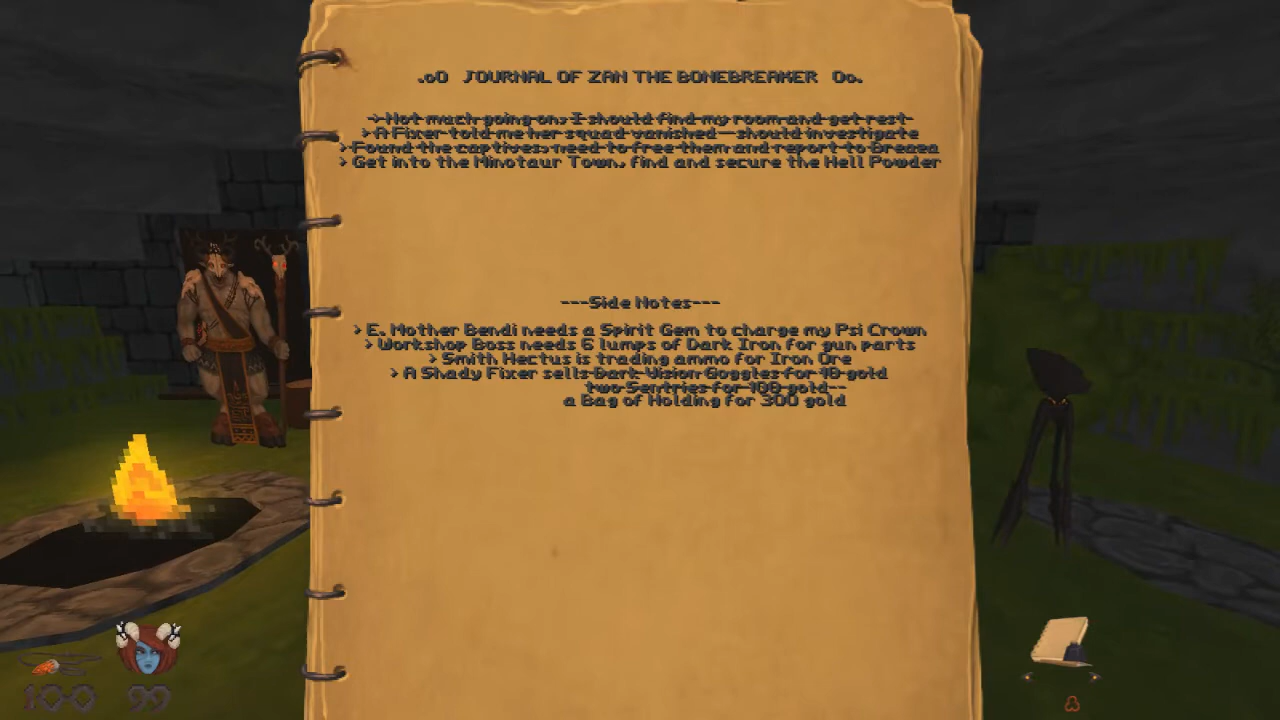 .oO JOURNAL OF ZAN THE BONEBREAKER Oo.
> Not much going on, I should find my room and get rest
> A Fixer told me her squad vanished—should investigate
> Found the captives, need to free them and report to Breaza
> Get into the Minotaur Town, find and secure the Hell Powder
---Side Notes---
> E. Mother Bendi needs a Spirit Gem to charge my Psi Crown
> Workshop Boss needs 6 lumps of Dark Iron for gun parts
> Smith Hectus is trading ammo for Iron Ore
> A Shady Fixer sells Dark Vision Goggles for 10 gold
two Sentries for 100 gold--
a Bag of Holding for 300 gold
100 99